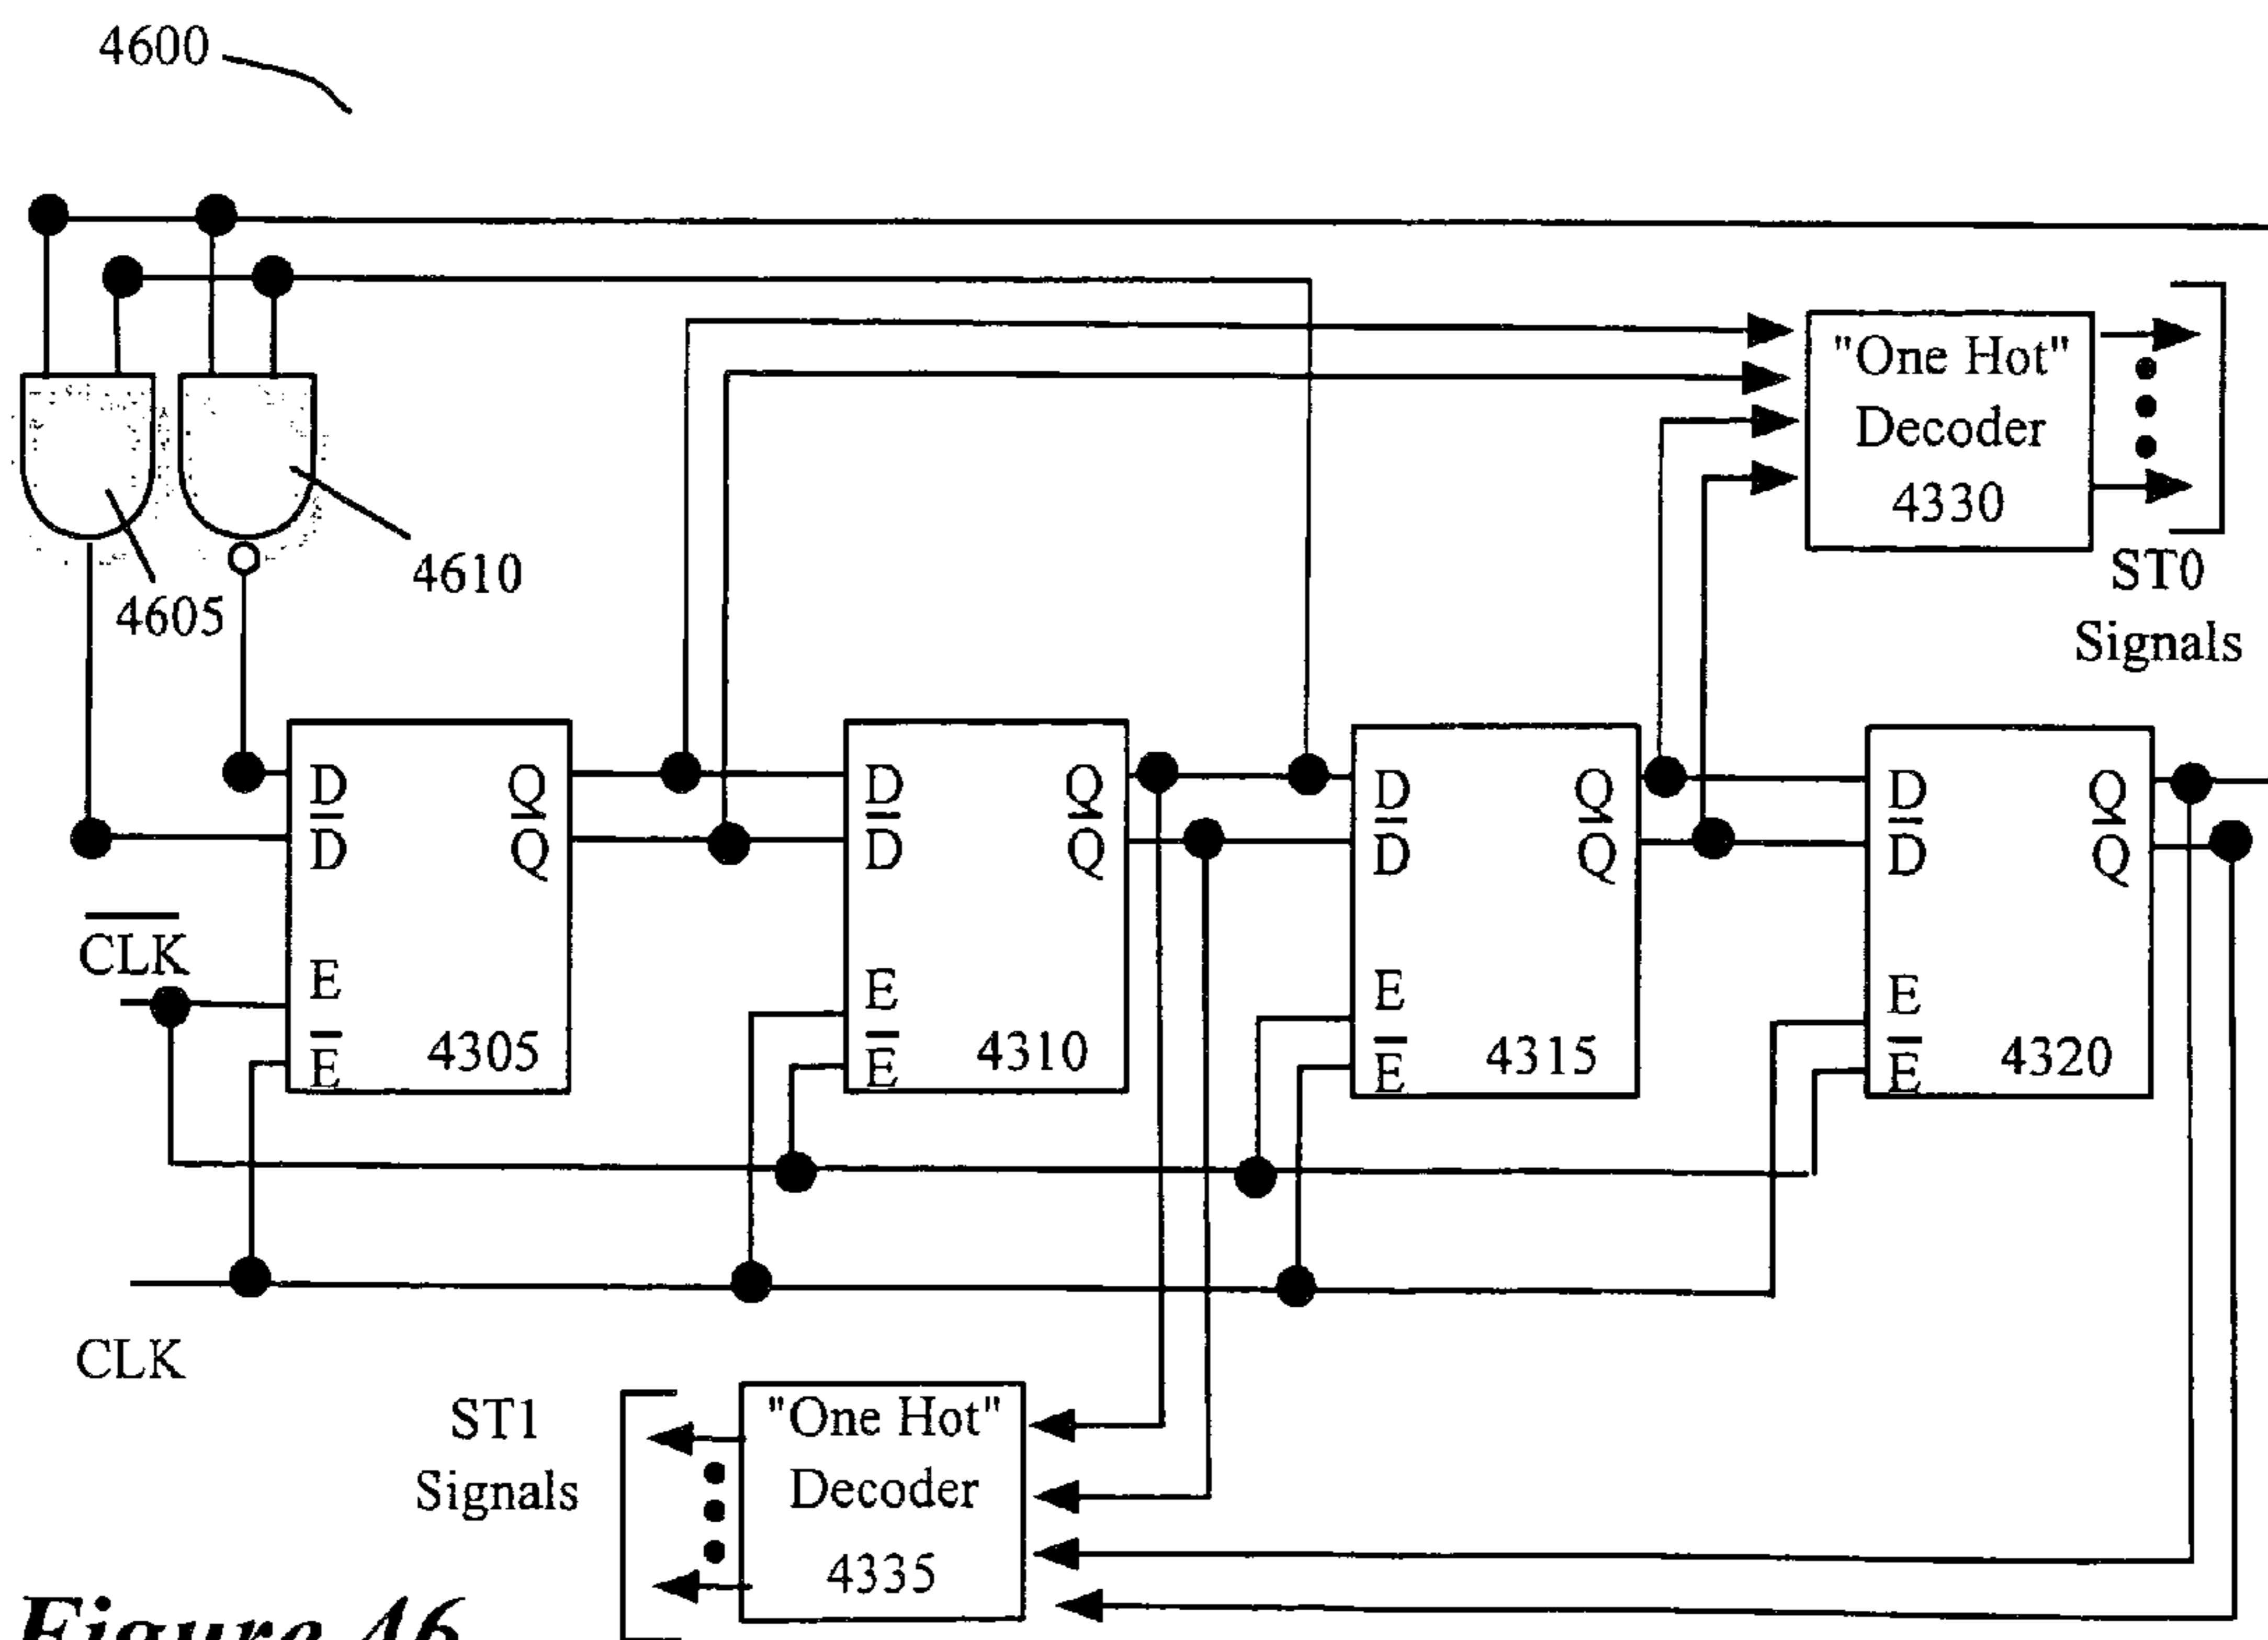 4600
"One Hot"
Decoder
4330
ST0
Signals
4610
4605
D Q D Q D Q D Q
D̅ Q̅ D̅ Q̅ D̅ Q̅ D̅ Q̅
C̅L̅K̅
E E E E
E̅ 4305 E̅ 4310 E̅ 4315 E̅ 4320
CLK
ST1
Signals
"One Hot"
Decoder
4335
Figure 46